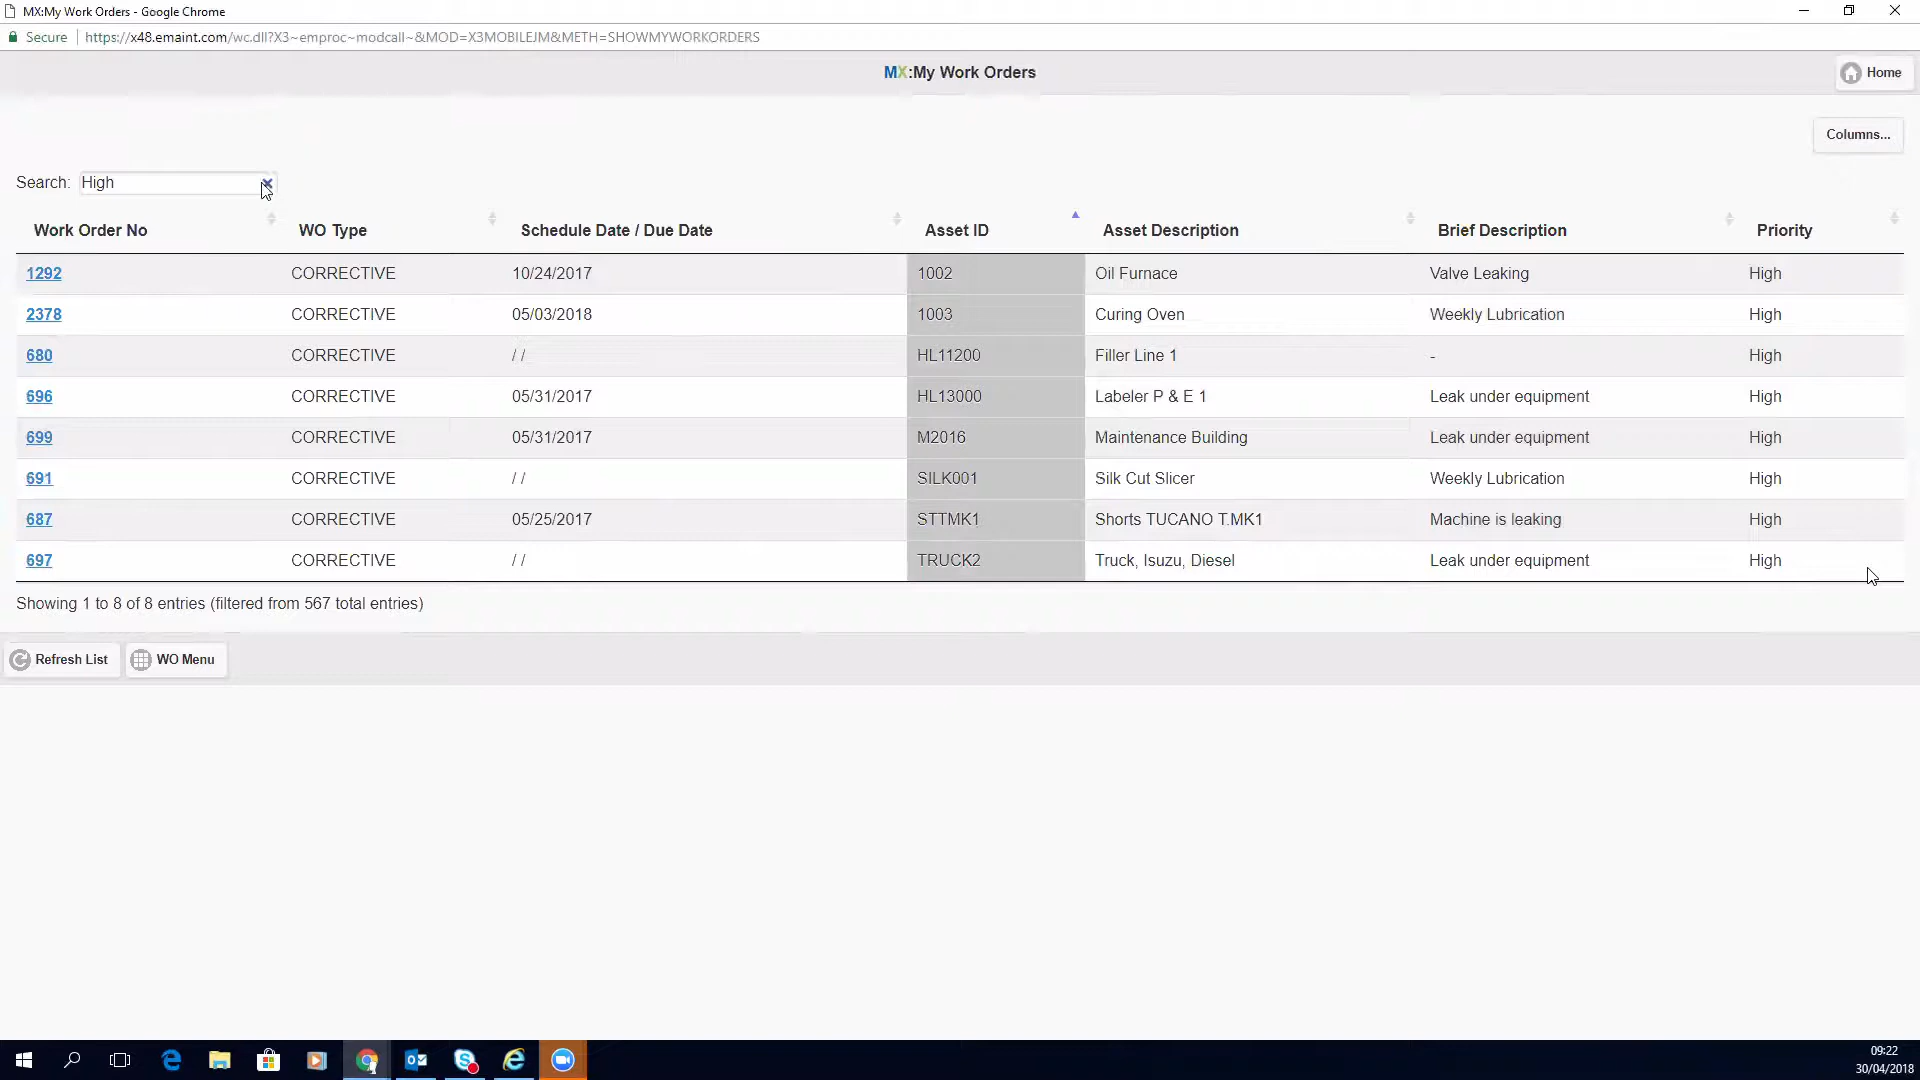 MX:My Work Orders - Google Chrome
Secure https://x48.emaint.com/wc.dll?X3~emproc~modcall~&MOD=X3MOBILEJM&METH=SHOWMYWORKORDERS
MX:My Work Orders
Home
Columns...
Search: High
Work Order No WO Type Schedule Date / Due Date Asset ID Asset Description Brief Description Priority
1292 CORRECTIVE 10/24/2017 1002 Oil Furnace Valve Leaking High
2378 CORRECTIVE 05/03/2018 1003 Curing Oven Weekly Lubrication High
680 CORRECTIVE / / HL11200 Filler Line 1 - High
696 CORRECTIVE 05/31/2017 HL13000 Labeler P & E 1 Leak under equipment High
699 CORRECTIVE 05/31/2017 M2016 Maintenance Building Leak under equipment High
691 CORRECTIVE / / SILK001 Silk Cut Slicer Weekly Lubrication High
687 CORRECTIVE 05/25/2017 STTMK1 Shorts TUCANO T.MK1 Machine is leaking High
697 CORRECTIVE / / TRUCK2 Truck, Isuzu, Diesel Leak under equipment High
Showing 1 to 8 of 8 entries (filtered from 567 total entries)
Refresh List WO Menu
09:22
30/04/2018